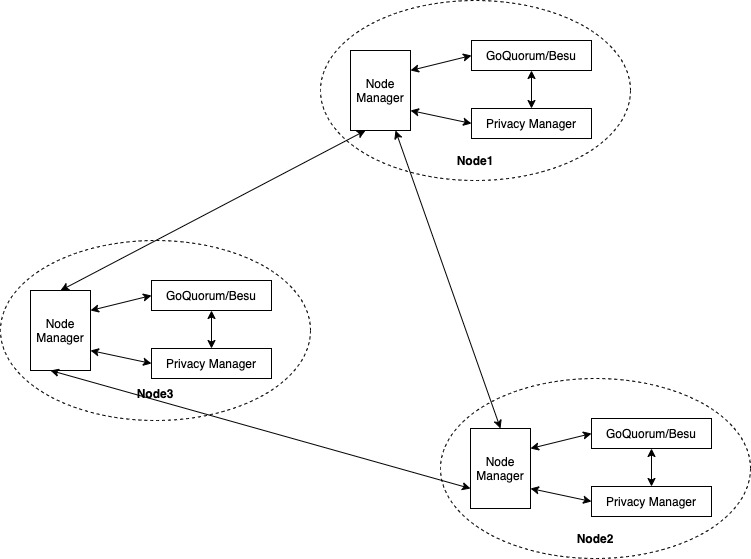 GoQuorum/Besu
Node
Manager
Privacy Manager
Node1
GoQuorum/Besu
Node
Manager
Privacy Manager
Node3
GoQuorum/Besu
Node
Manager
Privacy Manager
Node2